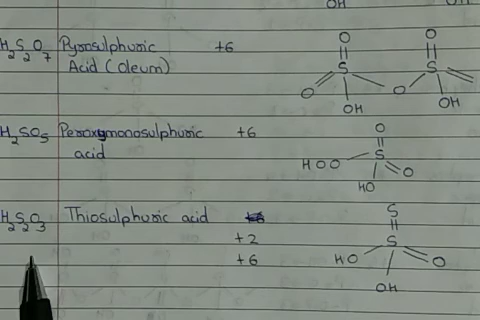 OH OH
H2S2O7 Pyrosulphuric +6
Acid (Oleum)
O O
|| ||
S S
O O
OH OH
H2SO5 Peroxymonosulphuric +6
acid
O
||
S
HOO O
HO
H2S2O3 Thiosulphuric acid
+2
+6
S
||
S
HO O
OH